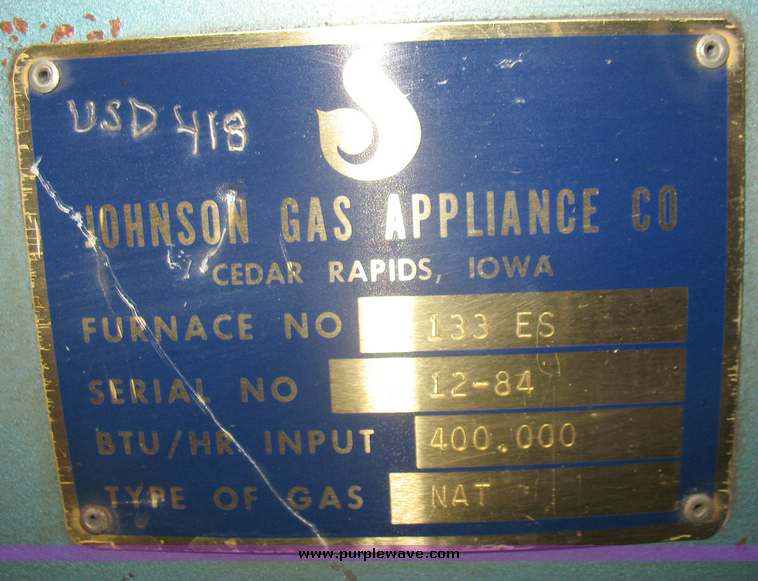 USD 418
JOHNSON GAS APPLIANCE CO
CEDAR RAPIDS, IOWA
FURNACE NO 133 ES
SERIAL NO 12-84
BTU/HR INPUT 400.000
TYPE OF GAS NAT
www.purplewave.com